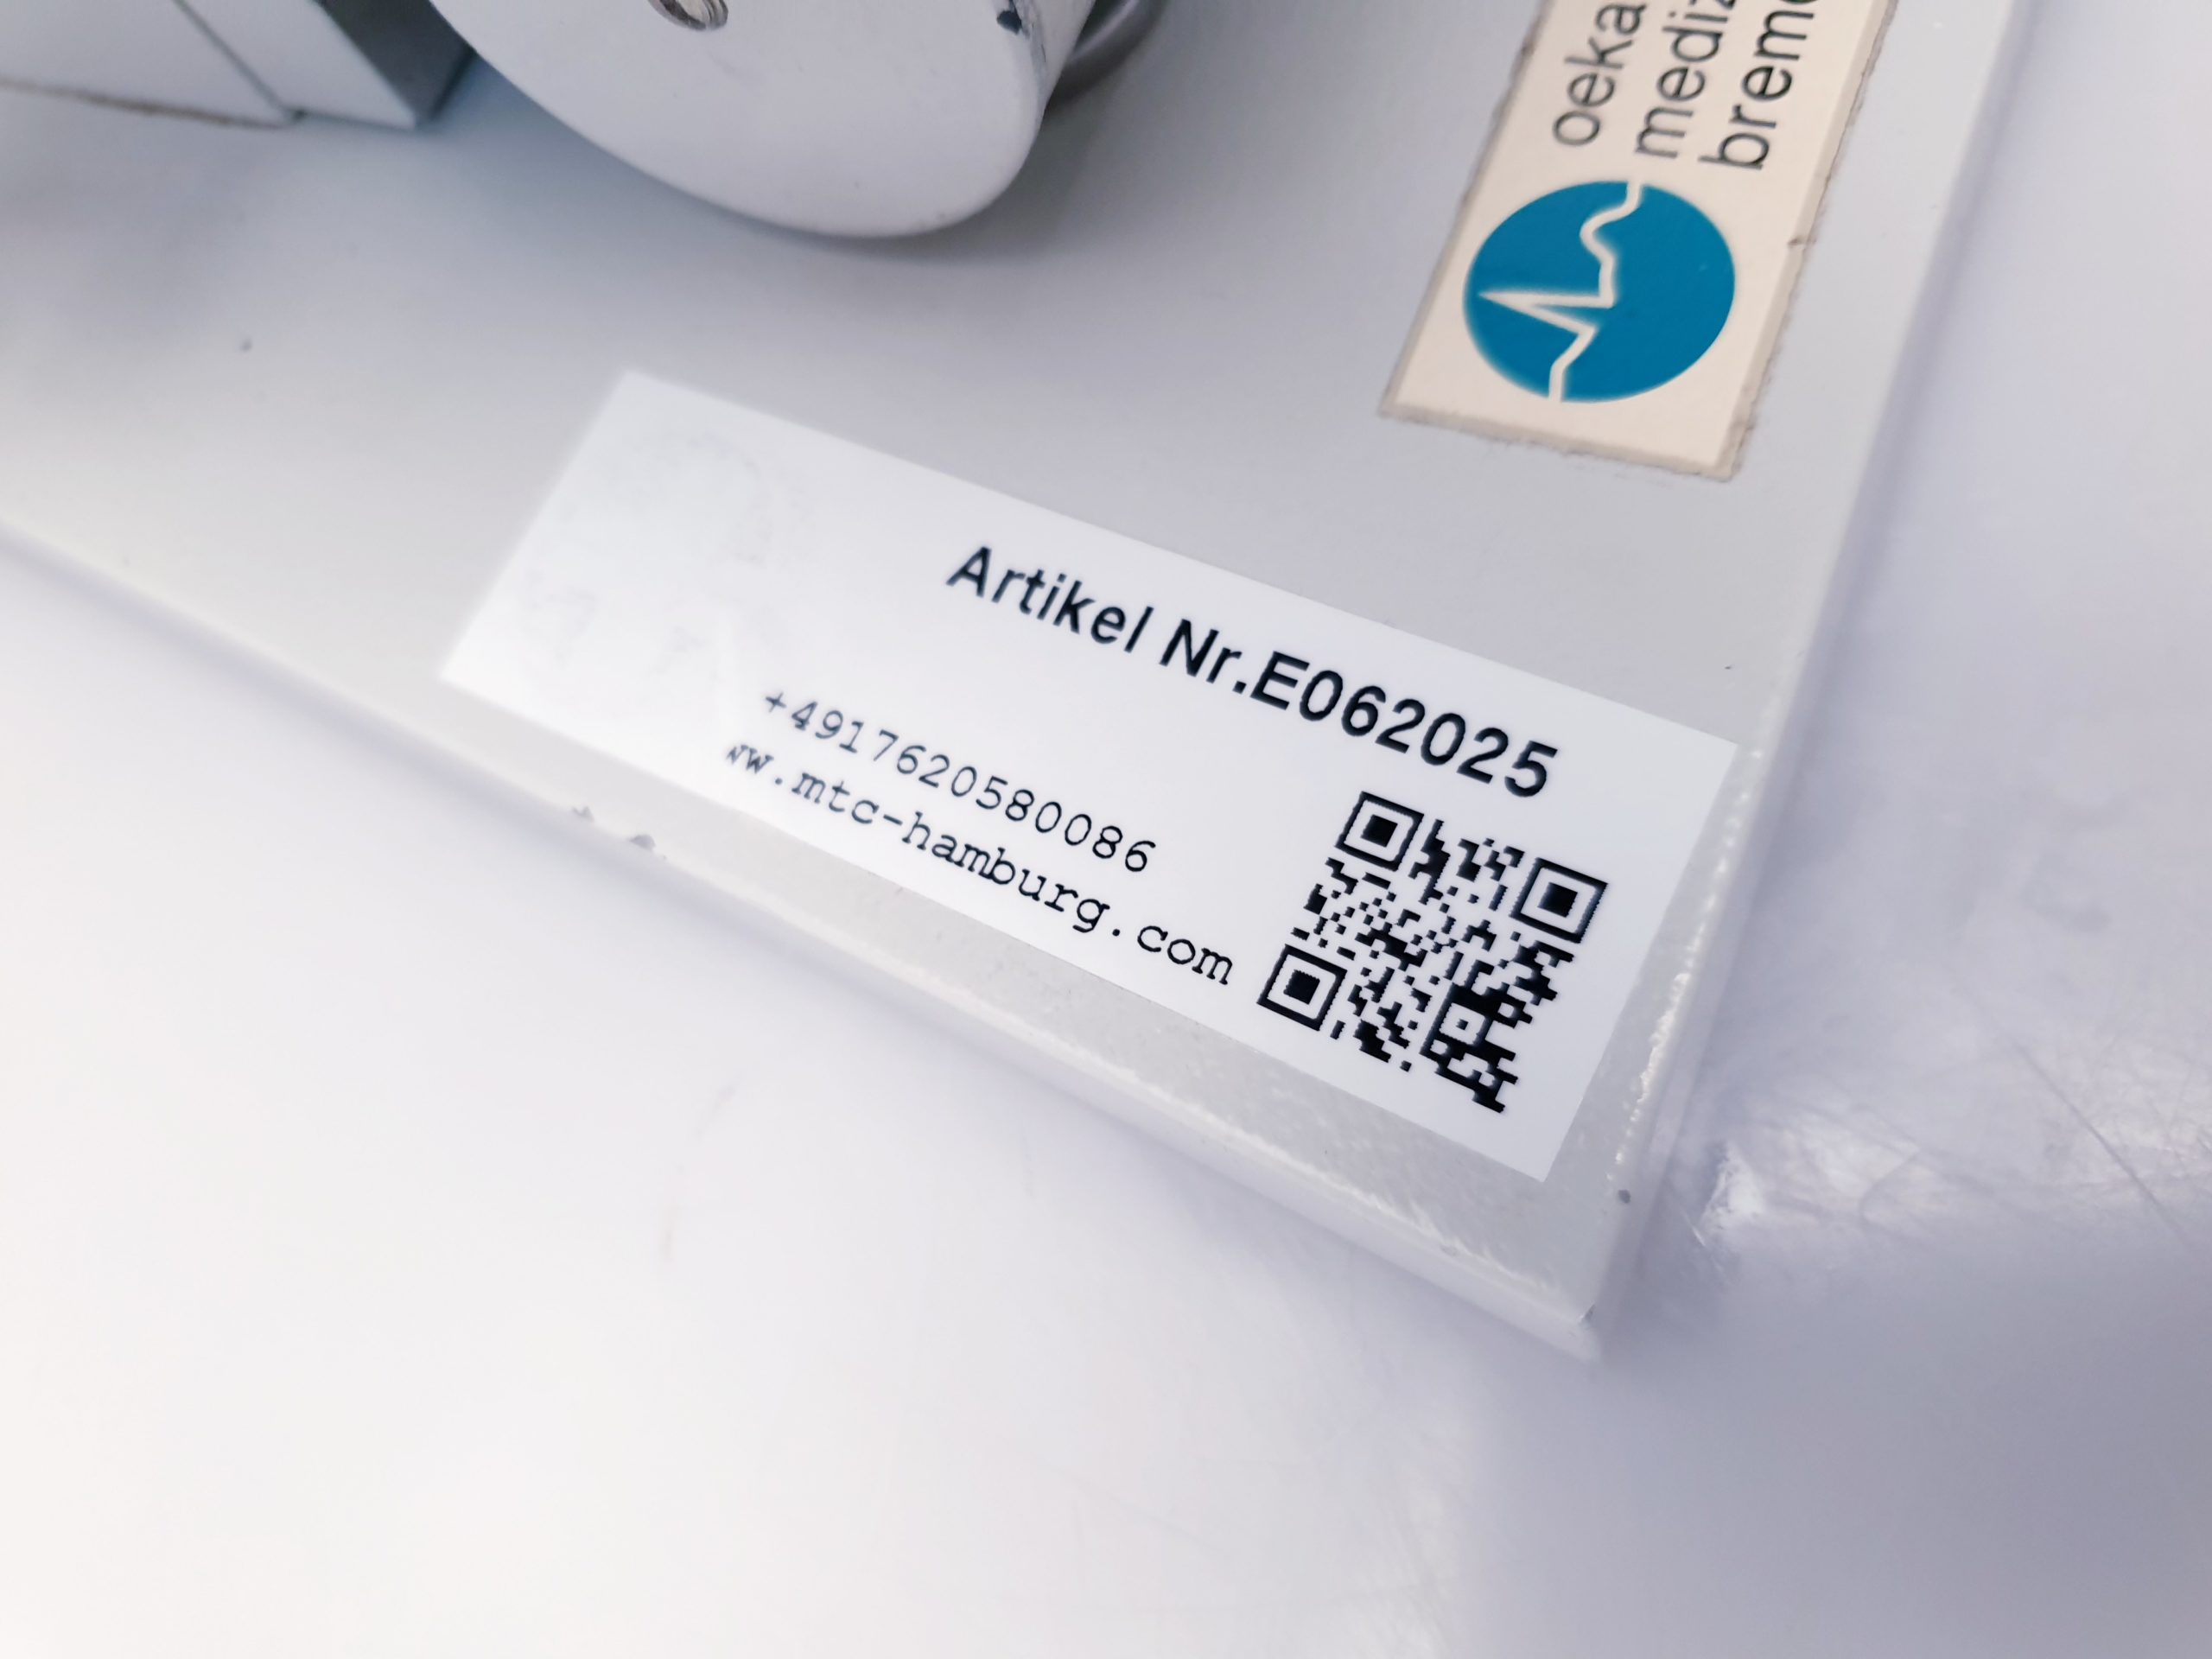 oeka
mediz
breme
Artikel Nr.E062025
+4917620580086
ww.mtc-hamburg.com